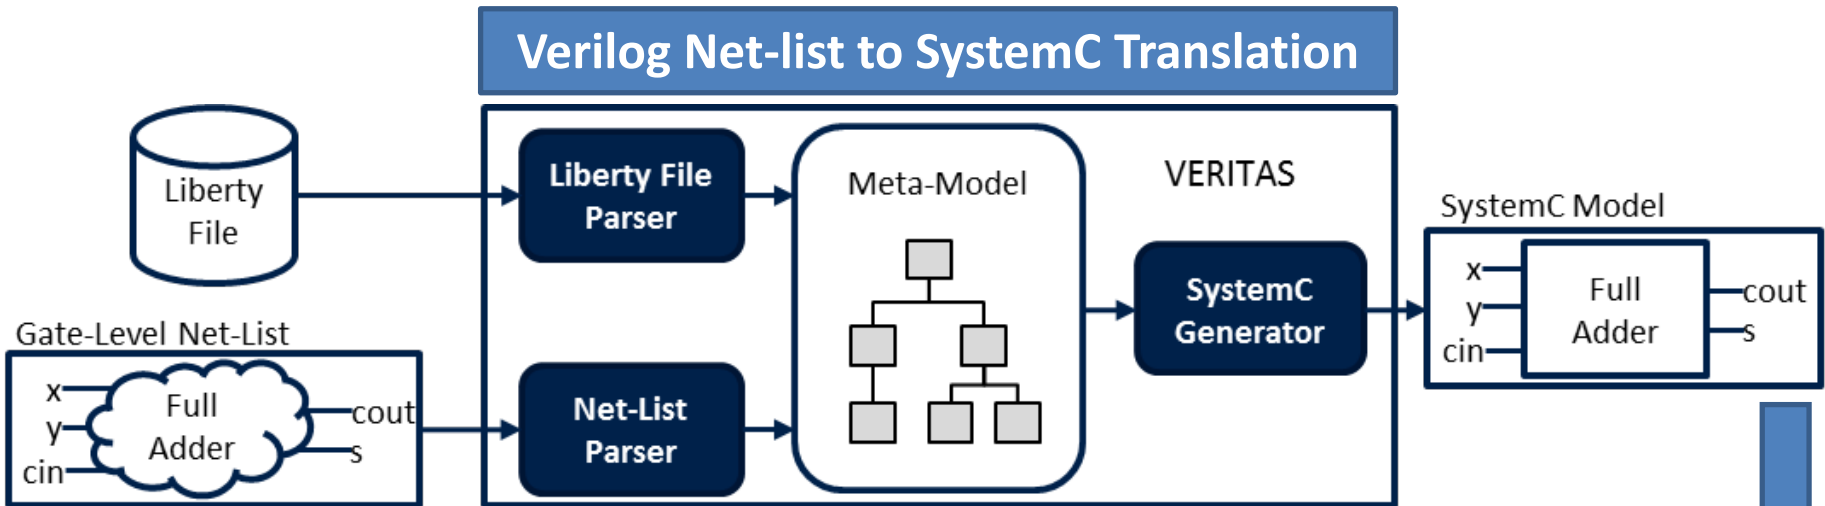 Verilog Net-list to SystemC Translation
Liberty
File
Liberty File
Parser
Meta-Model
VERITAS
SystemC
Generator
SystemC Model
x
y
cin
Full
Adder
cout
s
Gate-Level Net-List
x
y
cin
Full
Adder
cout
s
Net-List
Parser